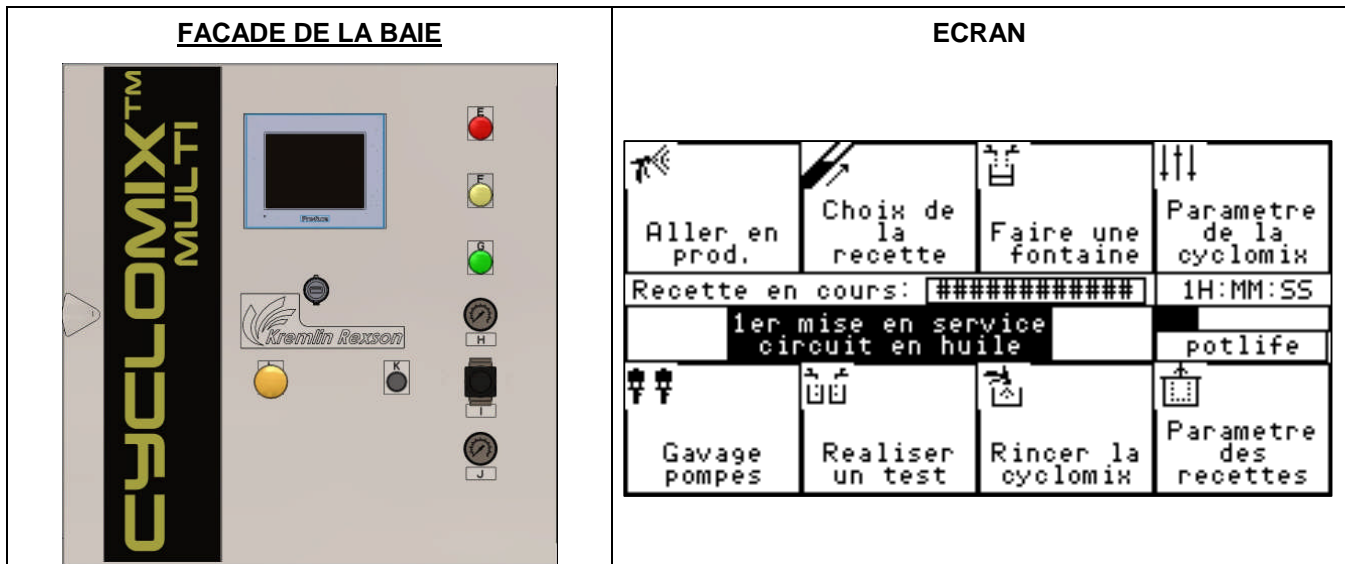 FACADE DE LA BAIE
CYCLOMIX™
MULTI
E
F
Proface
G
Kremlin Rexson
H
K
I
J
ECRAN
Aller en
prod.
Choix de
la
recette
Faire une
fontaine
Parametre
de la
cyclomix
Recette en cours: ############
1H:MM:SS
1er mise en service
circuit en huile
potlife
Gavage
pompes
Realiser
un test
Rincer la
cyclomix
Parametre
des
recettes